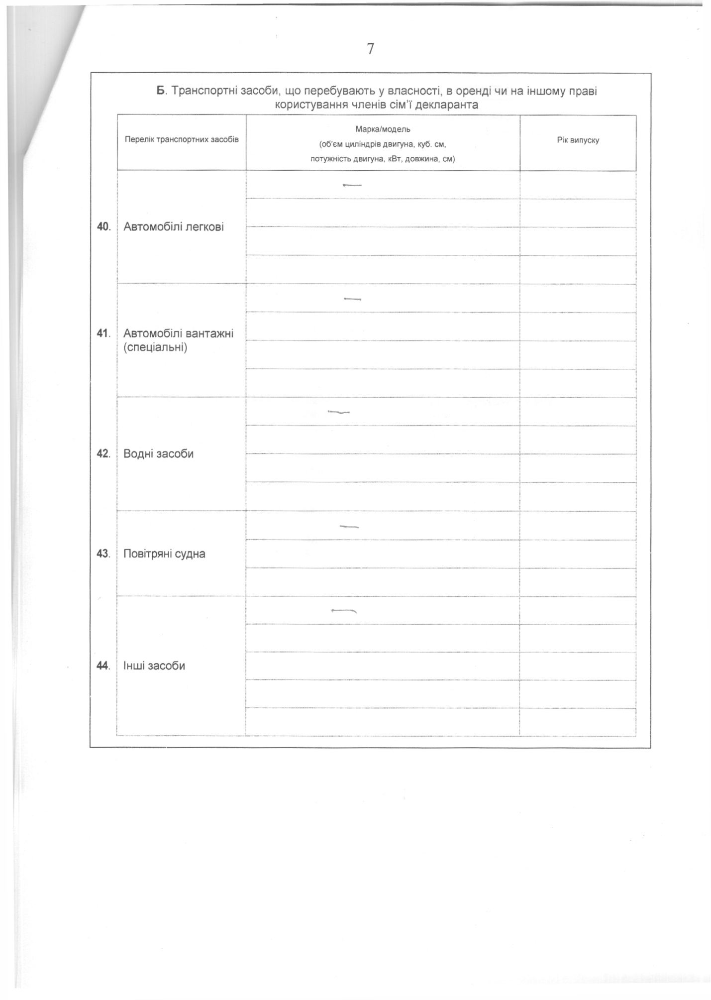 7
Б. Транспортні засоби, що перебувають у власності, в оренді чи на іншому праві
користування членів сім'ї декларанта
Перелік транспортних засобів
Марка/модель
(об'єм циліндрів двигуна, куб. см,
потужність двигуна, кВт, довжина, см)
Рік випуску
—
40. Автомобілі легкові
—
41. Автомобілі вантажні
(спеціальні)
—
42. Водні засоби
—
43. Повітряні судна
—
44. Інші засоби